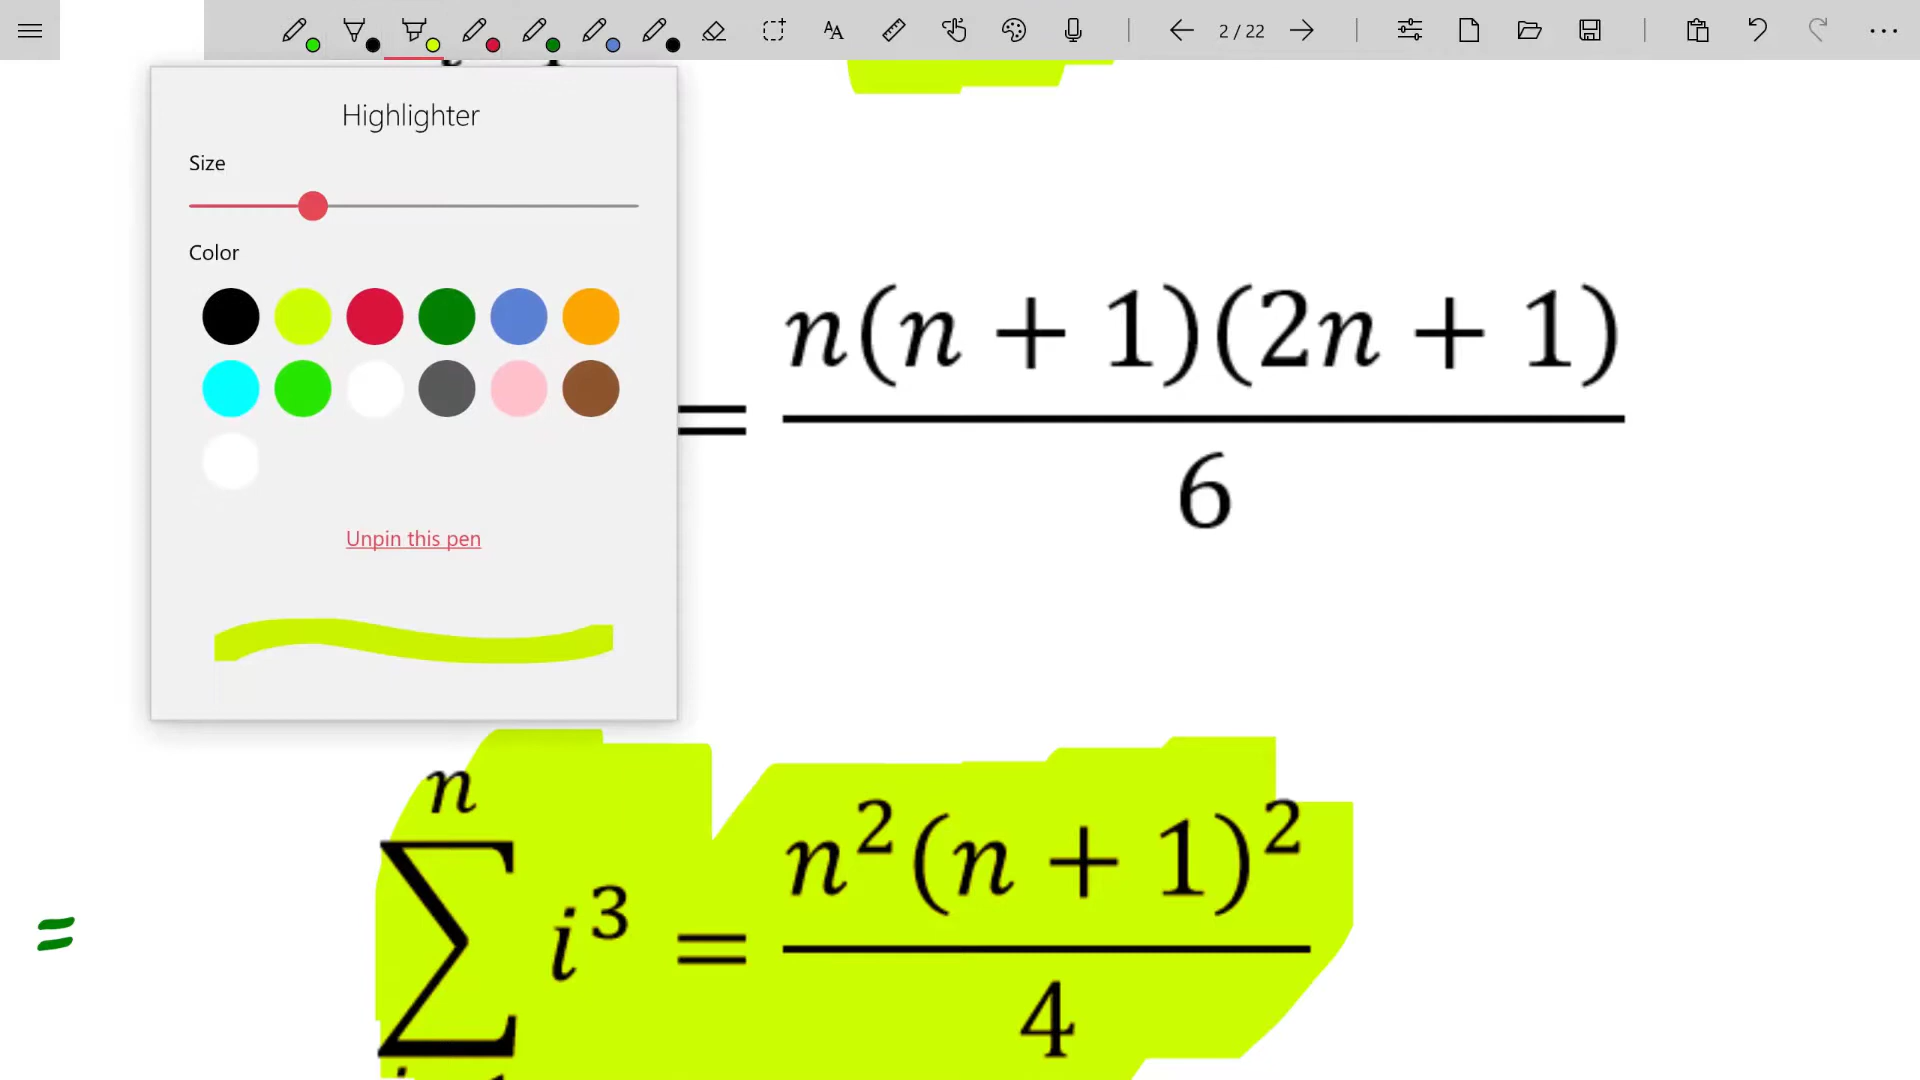 2 / 22
Highlighter
Size
Color
Unpin this pen
= n(n + 1)(2n + 1)
6
n
∑ i³ = n²(n + 1)²
4
=